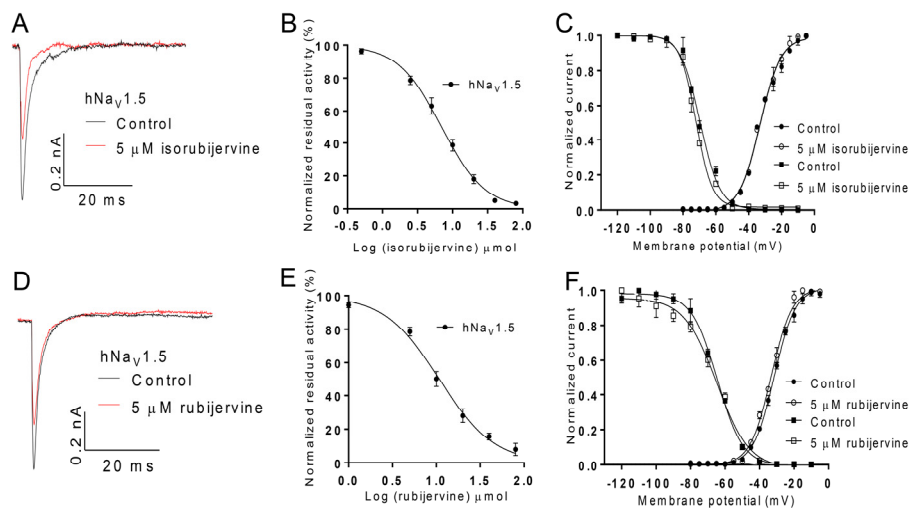 A
hNaV1.5
Control
5 μM isorubijervine
0.2 nA
20 ms
B
Normalized residual activity (%)
100
80
60
40
20
0
hNaV1.5
-0.5 0.0 0.5 1.0 1.5 2.0
Log (isorubijervine) μmol
C
Normalized current
1.0
0.8
0.6
0.4
0.2
0.0
Control
5 μM isorubijervine
Control
5 μM isorubijervine
-120 -100 -80 -60 -40 -20 0
Membrane potential (mV)
D
hNaV1.5
Control
5 μM rubijervine
0.2 nA
20 ms
E
Normalized residual activity (%)
100
80
60
40
20
0
hNaV1.5
0.0 0.5 1.0 1.5 2.0
Log (rubijervine) μmol
F
Normalized current
1.0
0.8
0.6
0.4
0.2
0.0
Control
5 μM rubijervine
Control
5 μM rubijervine
-120 -100 -80 -60 -40 -20 0
Membrane potential (mV)